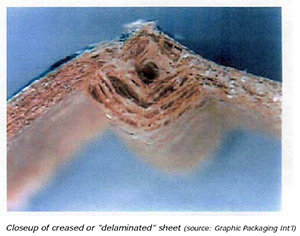 Closeup of creased or "delaminated" sheet (source: Graphic Packaging Int'l)